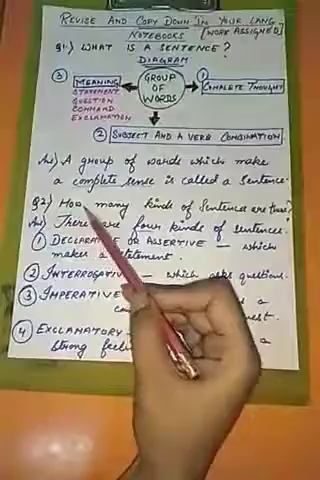 REVISE AND COPY DOWN IN YOUR LANG
NOTEBOOKS [WORK ASSIGNED]
Q1) WHAT IS A SENTENCE?
DIAGRAM
③ MEANING
STATEMENT
QUESTION
COMMAND
EXCLAMATION
GROUP
OF
WORDS
①
COMPLETE THOUGHT
② SUBJECT AND A VERB COMBINATION
Ans) A group of words which make
a complete sense is called a Sentence.
Q2) How many kinds of Sentence are there?
Ans) There are four kinds of sentences.
① DECLARATIVE OR ASSERTIVE — which
makes a statement.
② INTERROGATIVE — which asks questions.
③ IMPERATIVE a
④ EXCLAMATORY a
strong